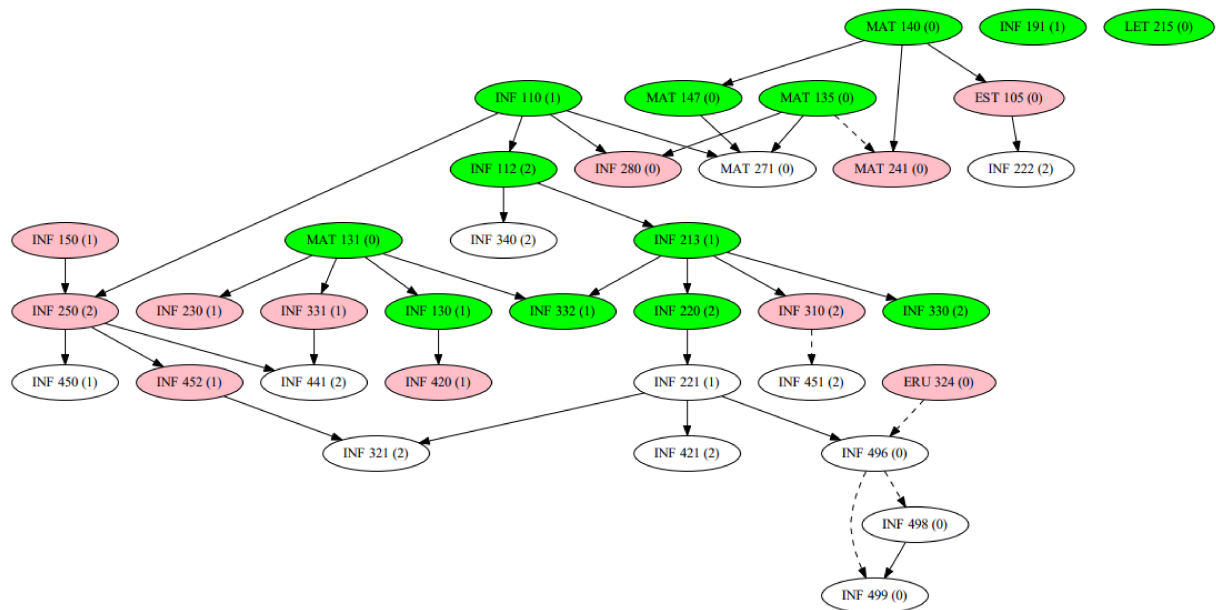 MAT 140 (0)
INF 191 (1)
LET 215 (0)
INF 110 (1)
MAT 147 (0)
MAT 135 (0)
EST 105 (0)
INF 112 (2)
INF 280 (0)
MAT 271 (0)
MAT 241 (0)
INF 222 (2)
INF 150 (1)
MAT 131 (0)
INF 340 (2)
INF 213 (1)
INF 250 (2)
INF 230 (1)
INF 331 (1)
INF 130 (1)
INF 332 (1)
INF 220 (2)
INF 310 (2)
INF 330 (2)
INF 450 (1)
INF 452 (1)
INF 441 (2)
INF 420 (1)
INF 221 (1)
INF 451 (2)
ERU 324 (0)
INF 321 (2)
INF 421 (2)
INF 496 (0)
INF 498 (0)
INF 499 (0)